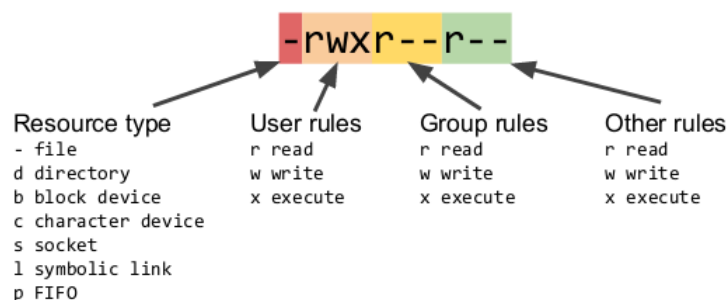 -rwxr--r--
Resource type
- file
d directory
b block device
c character device
s socket
l symbolic link
p FIFO
User rules
r read
w write
x execute
Group rules
r read
w write
x execute
Other rules
r read
w write
x execute